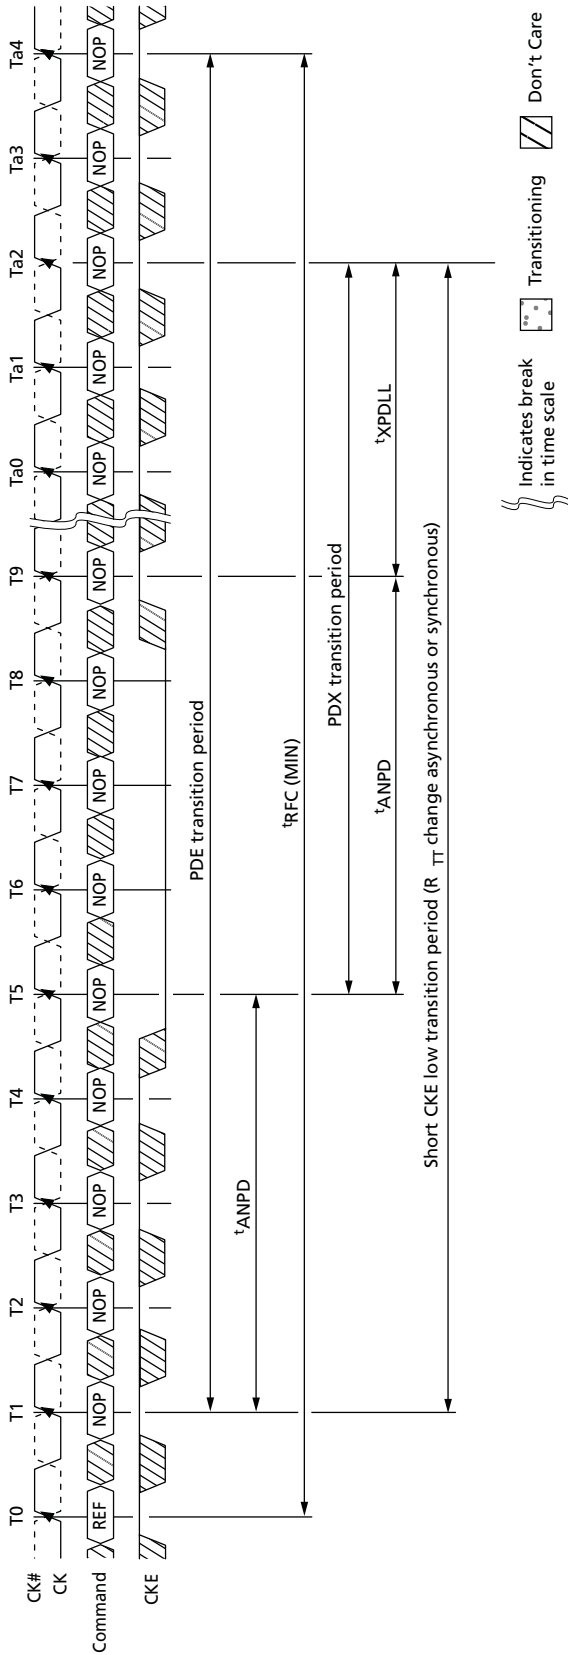 T0 T1 T2 T3 T4 T5 T6 T7 T8 T9 Ta0 Ta1 Ta2 Ta3 Ta4
CK#
CK
Command
REF NOP NOP NOP NOP NOP NOP NOP NOP NOP NOP NOP NOP NOP NOP
CKE
PDE transition period
tANPD
tRFC (MIN)
PDX transition period
tANPD
tXPDLL
Short CKE low transition period (R TT change asynchronous or synchronous)
Indicates break
in time scale
Transitioning
Don't Care